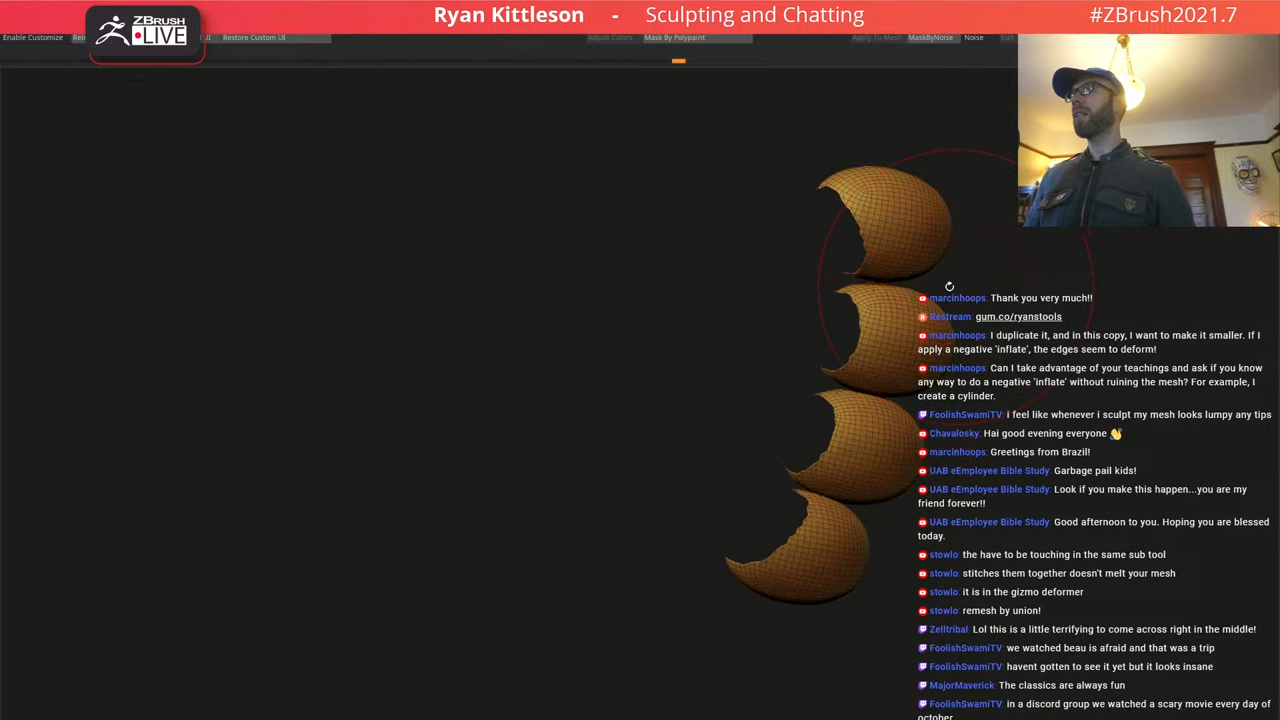 Ryan Kittleson - Sculpting and Chatting #ZBrush2021.7
ZBRUSH
LIVE
Enable Customize
UI
Restore Custom UI
Adjust Colors
Mask By Polypaint
Apply To Mesh
MaskByNoise
Noise
Edit
marcinhoops: Thank you very much!!
Restream: gum.co/ryanstools
marcinhoops: I duplicate it, and in this copy, I want to make it smaller. If I
apply a negative 'inflate', the edges seem to deform!
marcinhoops: Can I take advantage of your teachings and ask if you know
any way to do a negative 'inflate' without ruining the mesh? For example, I
create a cylinder.
FoolishSwamiTV: i feel like whenever i sculpt my mesh looks lumpy any tips
Chavalosky: Hai good evening everyone 👋
marcinhoops: Greetings from Brazil!
UAB eEmployee Bible Study: Garbage pail kids!
UAB eEmployee Bible Study: Look if you make this happen...you are my
friend forever!!
UAB eEmployee Bible Study: Good afternoon to you. Hoping you are blessed
today.
stowlo: the have to be touching in the same sub tool
stowlo: stitches them together doesn't melt your mesh
stowlo: it is in the gizmo deformer
stowlo: remesh by union!
Zelltribal: Lol this is a little terrifying to come across right in the middle!
FoolishSwamiTV: we watched beau is afraid and that was a trip
FoolishSwamiTV: havent gotten to see it yet but it looks insane
MajorMaverick: The classics are always fun
FoolishSwamiTV: in a discord group we watched a scary movie every day of
october